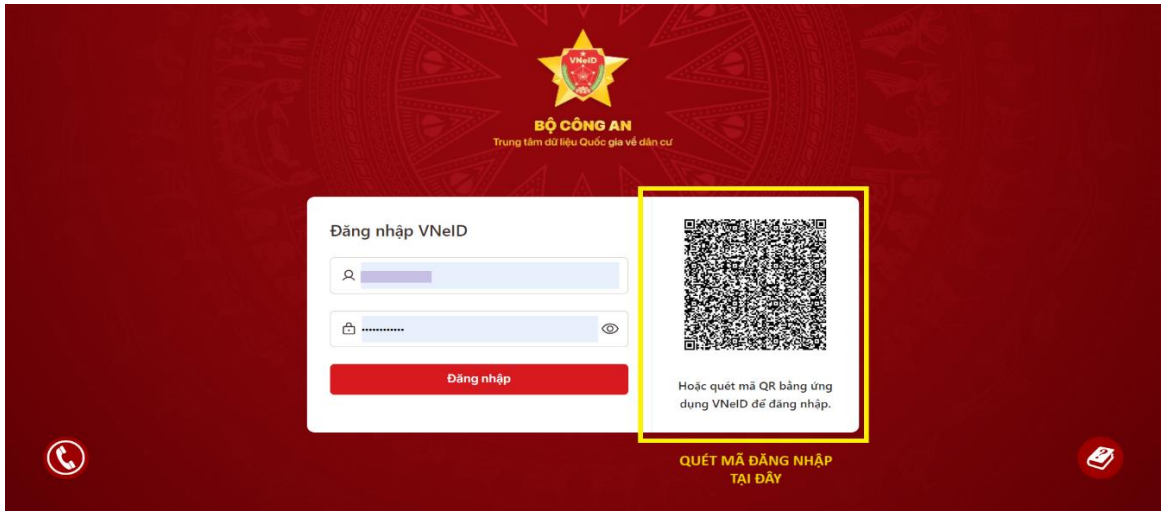 VNeID
BỘ CÔNG AN
Trung tâm dữ liệu Quốc gia về dân cư
Đăng nhập VNeID
Đăng nhập
Hoặc quét mã QR bằng ứng
dụng VNeID để đăng nhập.
QUÉT MÃ ĐĂNG NHẬP
TẠI ĐÂY